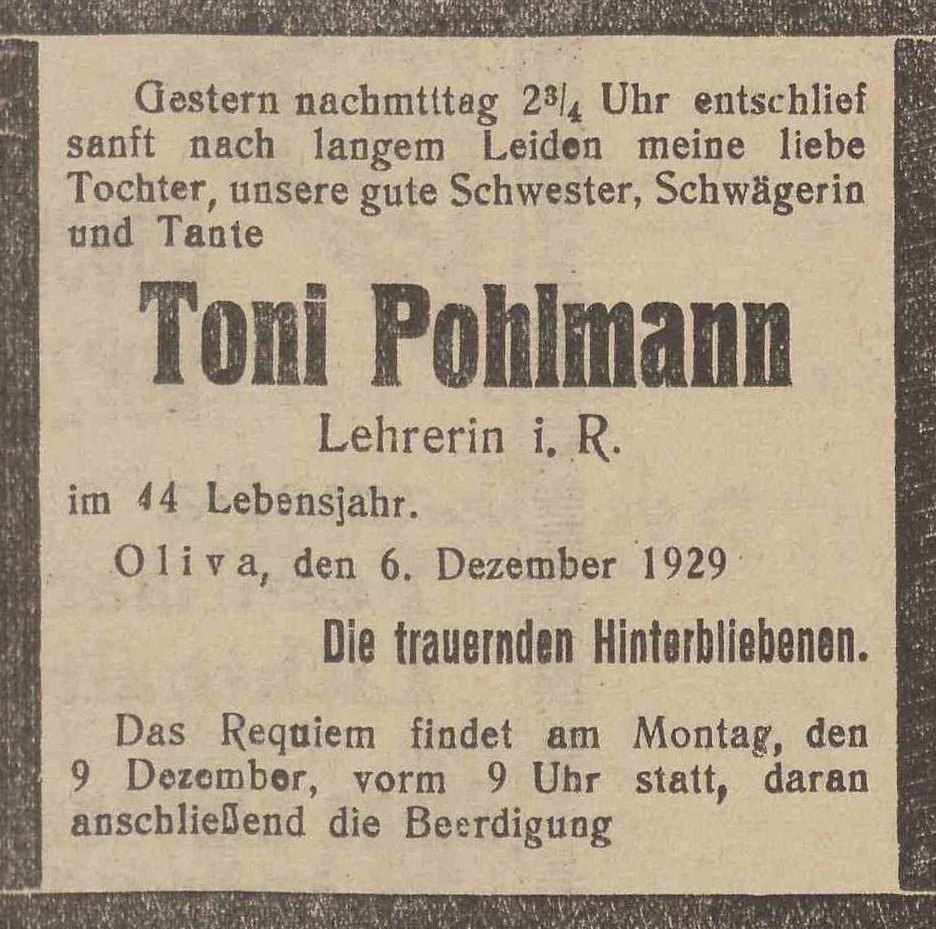 Gestern nachmittag 2¾ Uhr entschlief
sanft nach langem Leiden meine liebe
Tochter, unsere gute Schwester, Schwägerin
und Tante
Toni Pohlmann
Lehrerin i. R.
im 44 Lebensjahr.
Oliva, den 6. Dezember 1929
Die trauernden Hinterbliebenen.
Das Requiem findet am Montag, den
9 Dezember, vorm 9 Uhr statt, daran
anschließend die Beerdigung